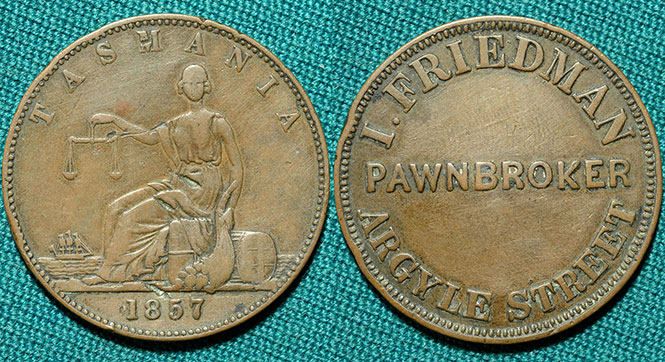 TASMANIA
1857
I. FRIEDMAN
PAWNBROKER
ARGYLE STREET